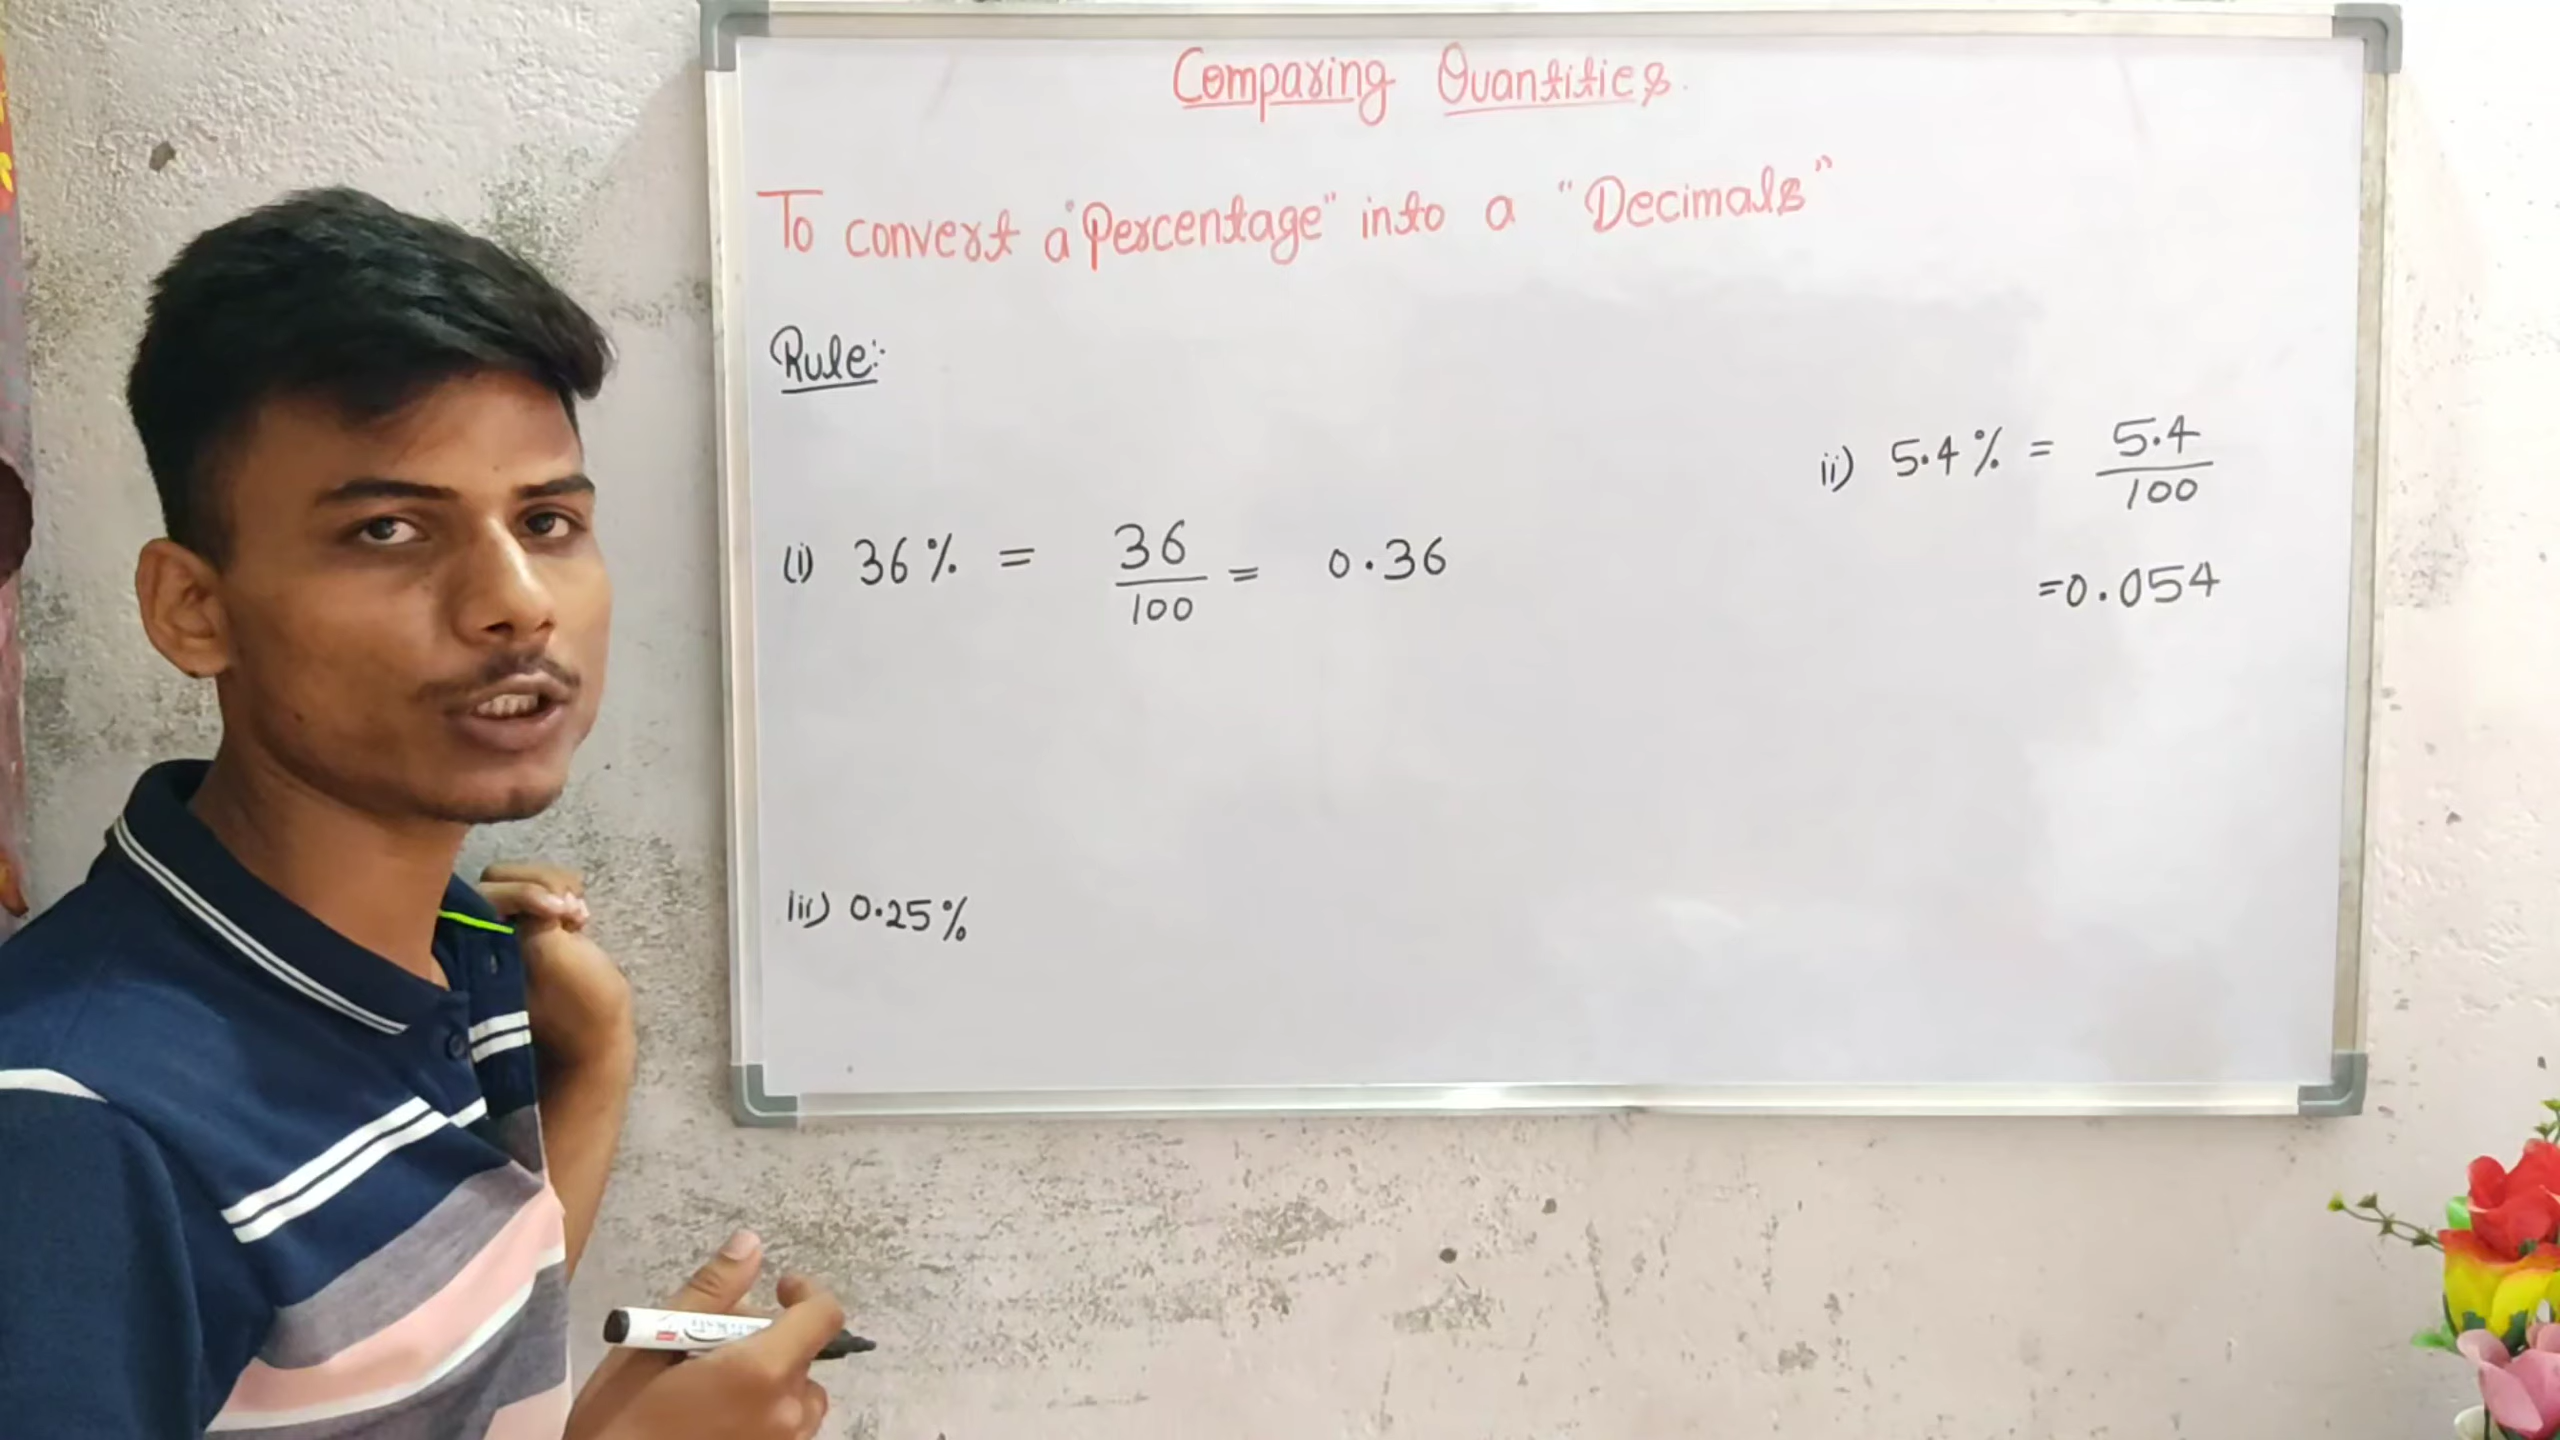 Comparing Quantities.
To convert a "Percentage" into a "Decimals"
Rule:
(i) 36% = 36/100 = 0.36
ii) 5.4% = 5.4/100
=0.054
iii) 0.25%